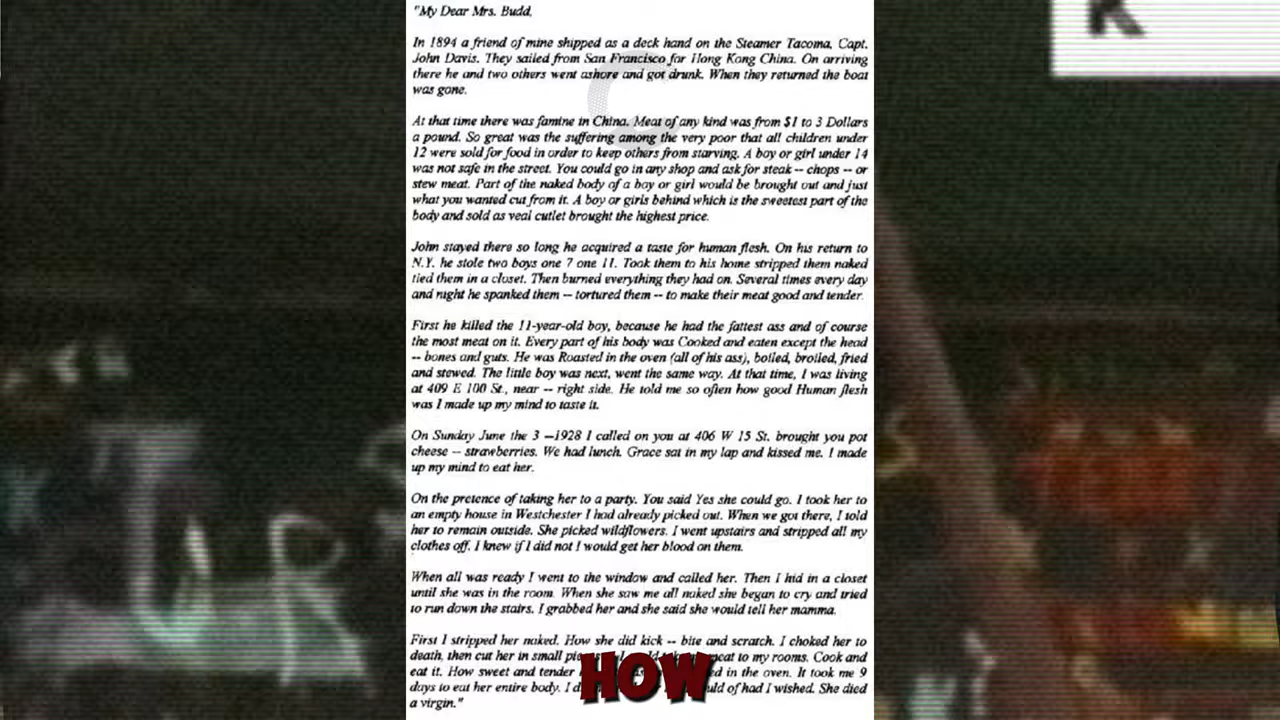 K
"My Dear Mrs. Budd,
In 1894 a friend of mine shipped as a deck hand on the Steamer Tacoma, Capt.
John Davis. They sailed from San Francisco for Hong Kong China. On arriving
there he and two others went ashore and got drunk. When they returned the boat
was gone.
At that time there was famine in China. Meat of any kind was from $1 to 3 Dollars
a pound. So great was the suffering among the very poor that all children under
12 were sold for food in order to keep others from starving. A boy or girl under 14
was not safe in the street. You could go in any shop and ask for steak -- chops -- or
stew meat. Part of the naked body of a boy or girl would be brought out and just
what you wanted cut from it. A boy or girls behind which is the sweetest part of the
body and sold as veal cutlet brought the highest price.
John stayed there so long he acquired a taste for human flesh. On his return to
N.Y. he stole two boys one 7 one 11. Took them to his home stripped them naked
tied them in a closet. Then burned everything they had on. Several times every day
and night he spanked them -- tortured them -- to make their meat good and tender.
First he killed the 11-year-old boy, because he had the fattest ass and of course
the most meat on it. Every part of his body was Cooked and eaten except the head
-- bones and guts. He was Roasted in the oven (all of his ass), boiled, broiled, fried
and stewed. The little boy was next, went the same way. At that time, I was living
at 409 E 100 St., near -- right side. He told me so often how good Human flesh
was I made up my mind to taste it.
On Sunday June the 3 --1928 I called on you at 406 W 15 St. brought you pot
cheese -- strawberries. We had lunch. Grace sat in my lap and kissed me. I made
up my mind to eat her.
On the pretence of taking her to a party. You said Yes she could go. I took her to
an empty house in Westchester I had already picked out. When we got there, I told
her to remain outside. She picked wildflowers. I went upstairs and stripped all my
clothes off. I knew if I did not I would get her blood on them.
When all was ready I went to the window and called her. Then I hid in a closet
until she was in the room. When she saw me all naked she began to cry and tried
to run down the stairs. I grabbed her and she said she would tell her mamma.
First I stripped her naked. How she did kick -- bite and scratch. I choked her to
death, then cut her in small meat to my rooms. Cook and
eat it. How sweet and tender in the oven. It took me 9
days to eat her entire body. I of had I wished. She died
a virgin."
HOW